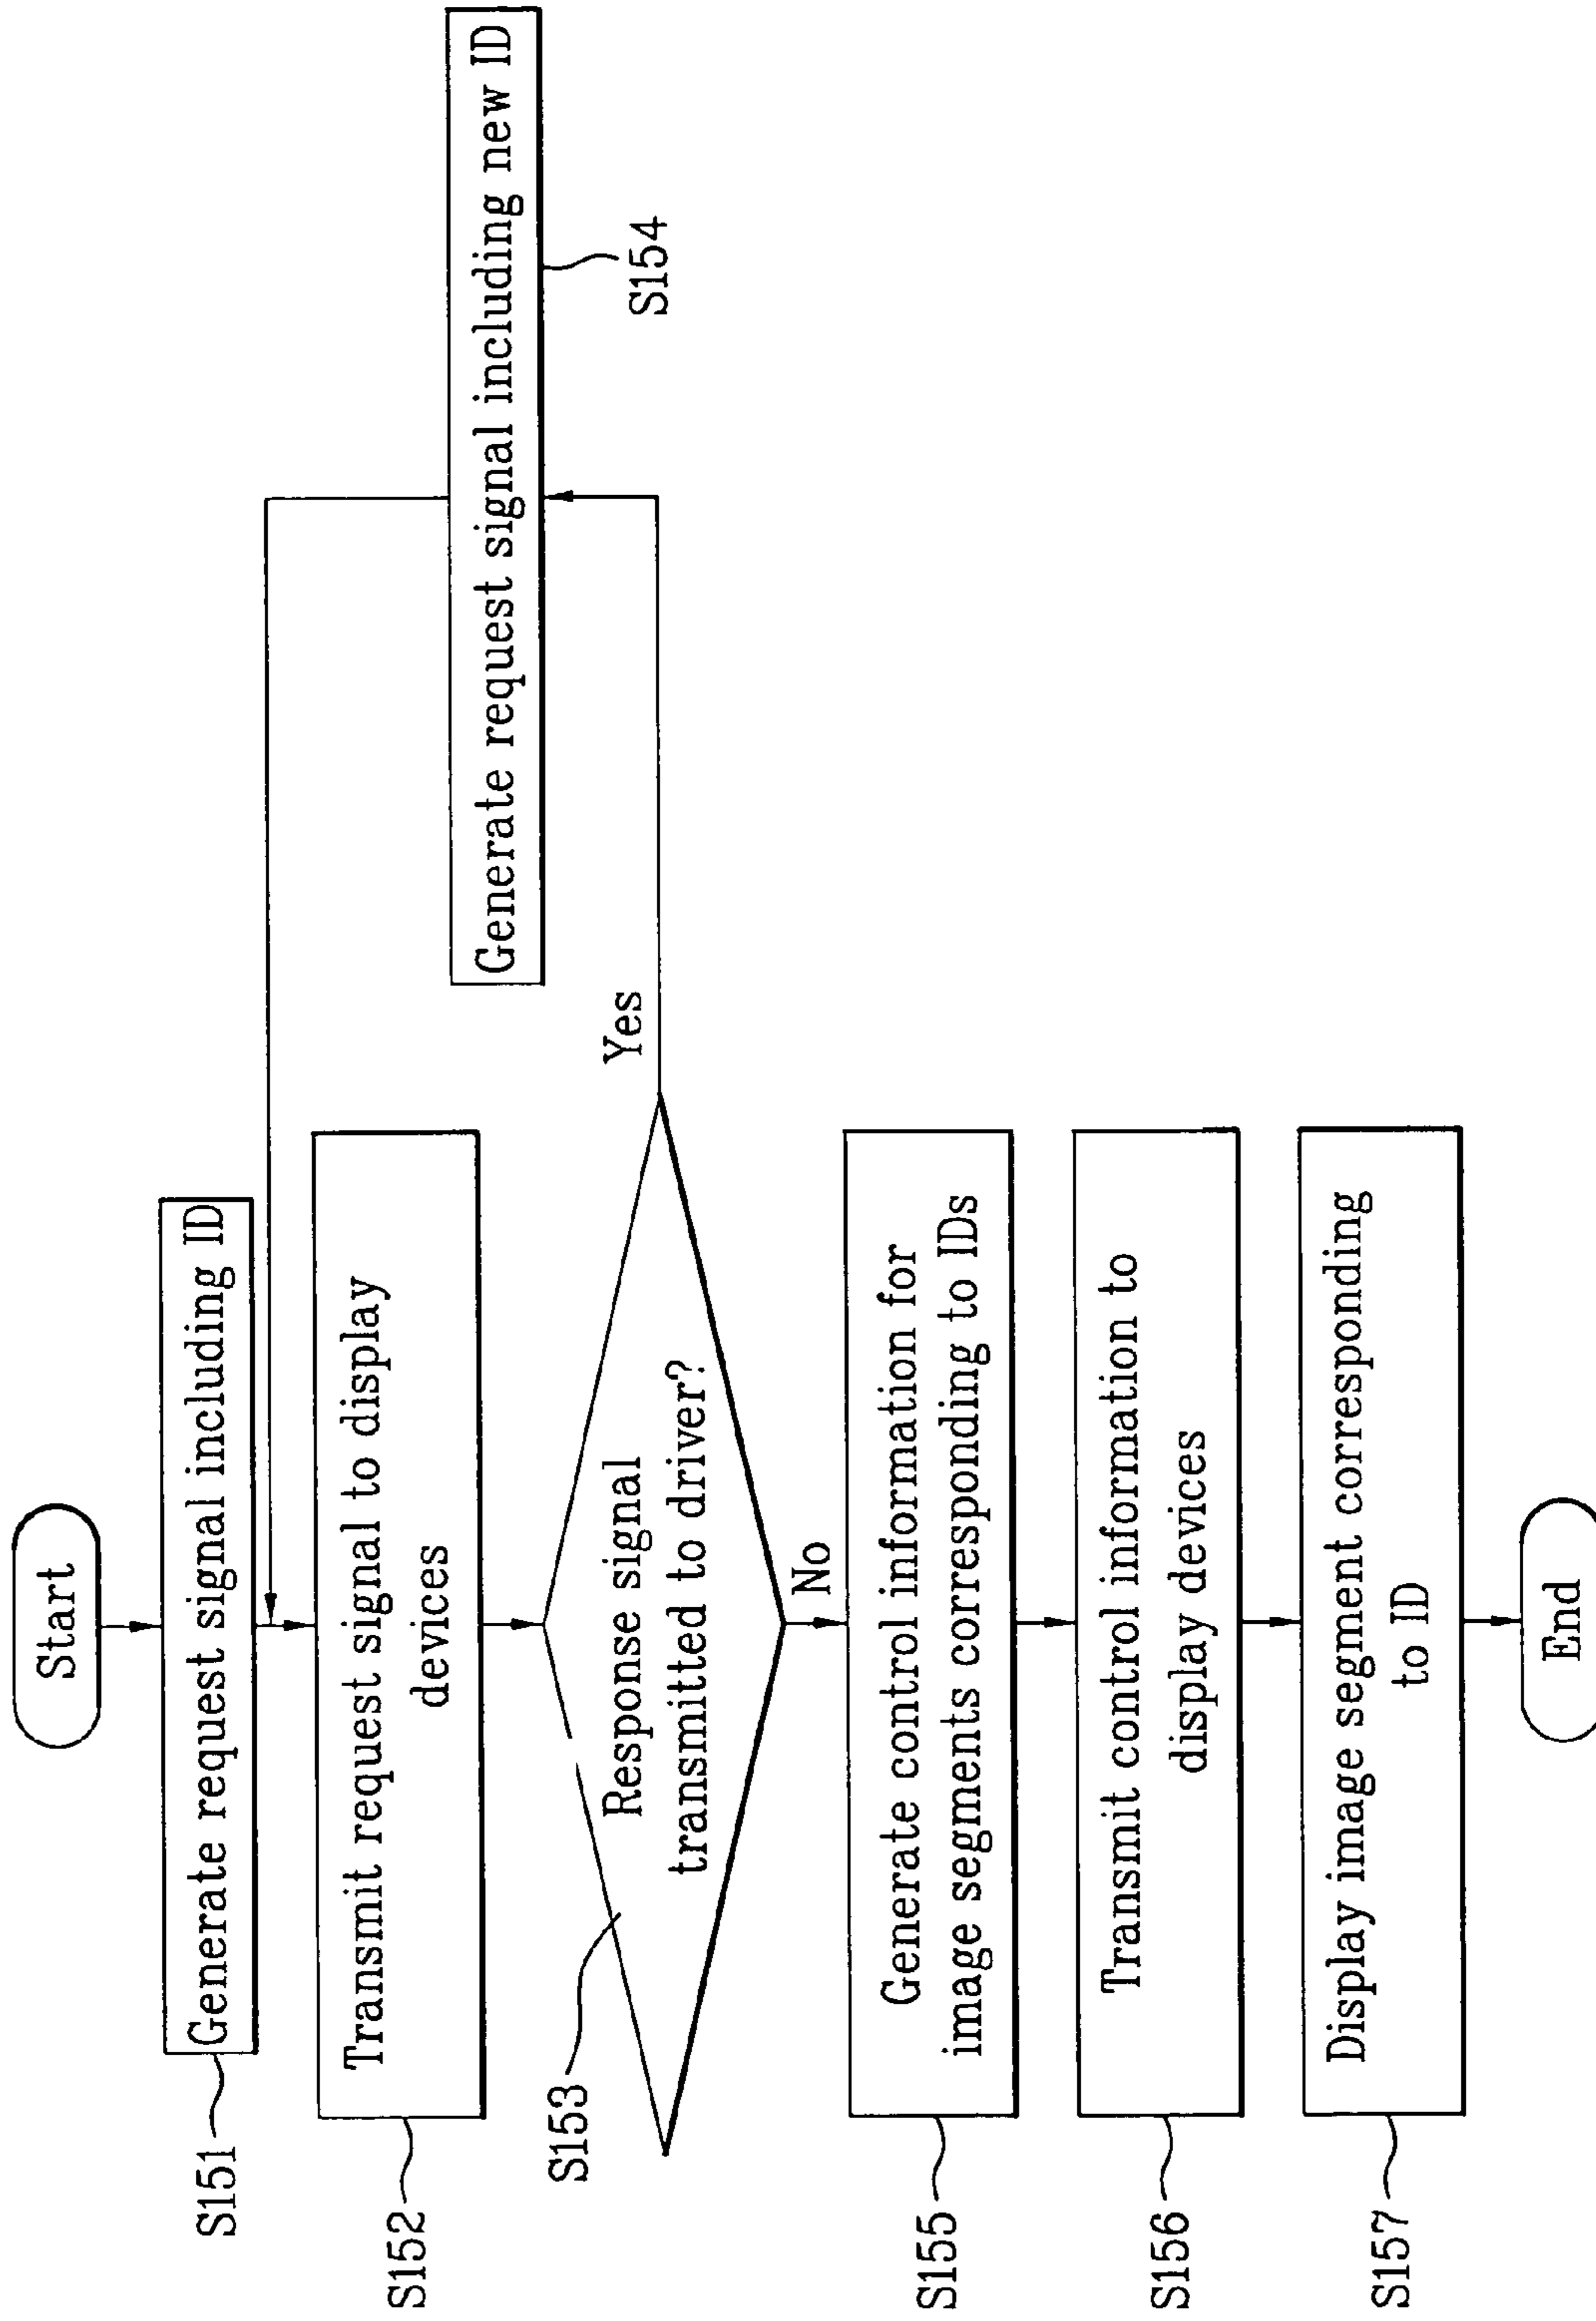 Start
S151
Generate request signal including ID
S152
Transmit request signal to display
devices
S153
Response signal
transmitted to driver?
Yes
Generate request signal including new ID
S154
No
S155
Generate control information for
image segments corresponding to IDs
S156
Transmit control information to
display devices
S157
Display image segment corresponding
to ID
End